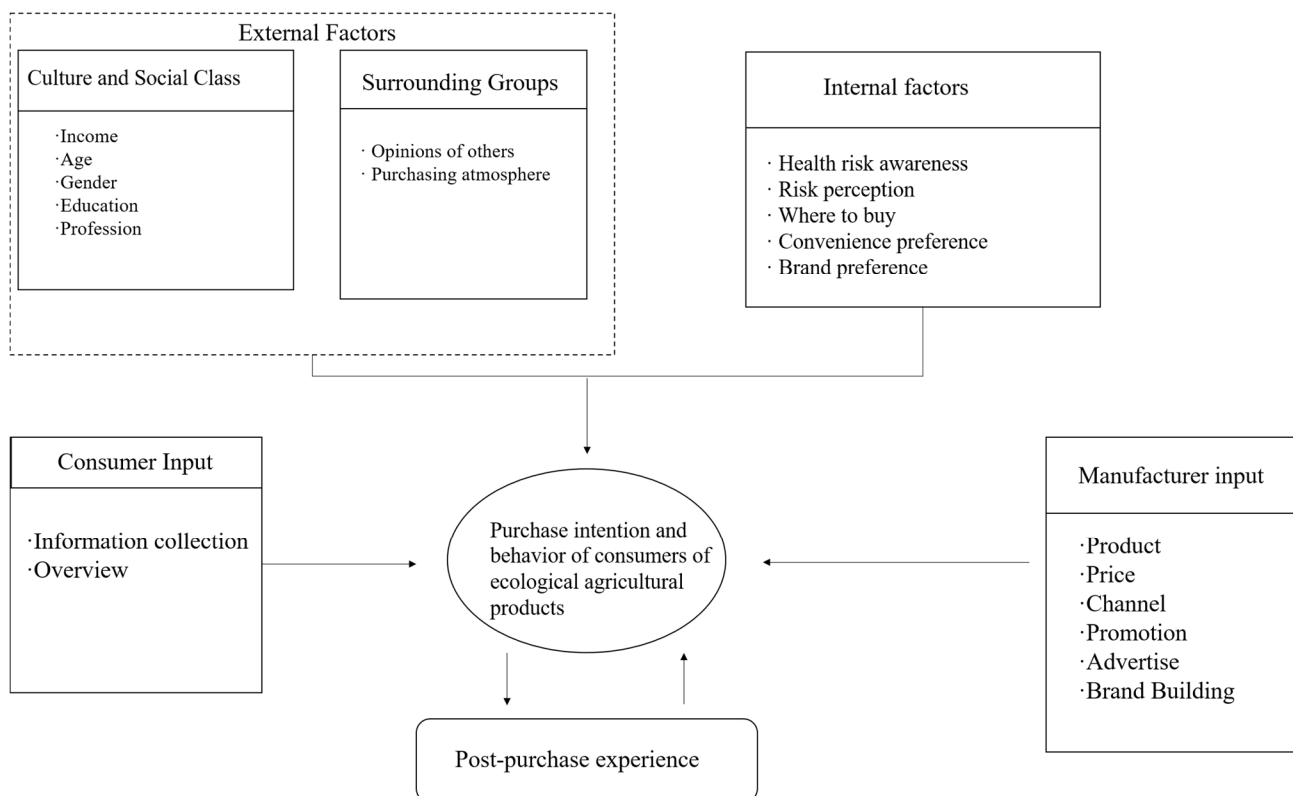 External Factors
Culture and Social Class
·Income
·Age
·Gender
·Education
·Profession
Surrounding Groups
· Opinions of others
· Purchasing atmosphere
Internal factors
· Health risk awareness
· Risk perception
· Where to buy
· Convenience preference
· Brand preference
Consumer Input
·Information collection
·Overview
Purchase intention and
behavior of consumers of
ecological agricultural
products
Manufacturer input
·Product
·Price
·Channel
·Promotion
·Advertise
·Brand Building
Post-purchase experience